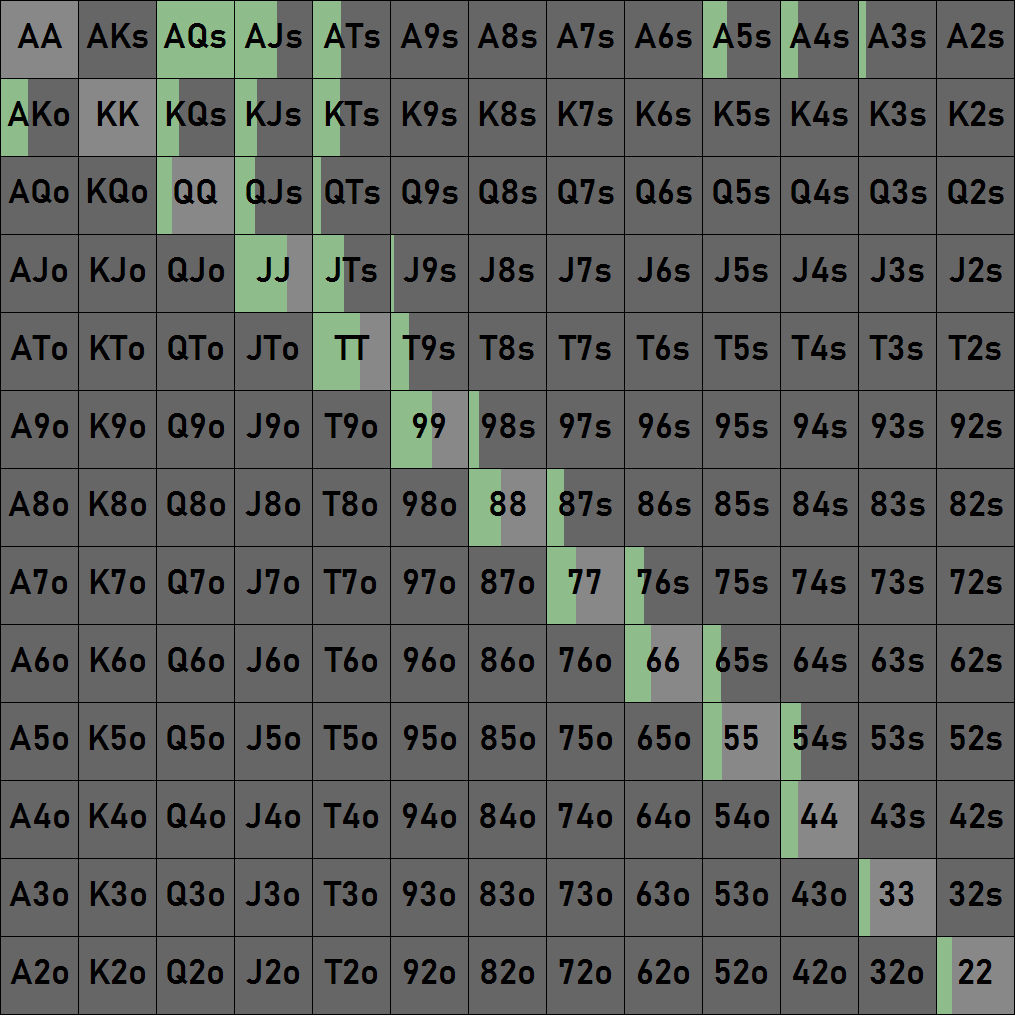 AA AKs AQs AJs ATs A9s A8s A7s A6s A5s A4s A3s A2s
AKo KK KQs KJs KTs K9s K8s K7s K6s K5s K4s K3s K2s
AQo KQo QQ QJs QTs Q9s Q8s Q7s Q6s Q5s Q4s Q3s Q2s
AJo KJo QJo JJ JTs J9s J8s J7s J6s J5s J4s J3s J2s
ATo KTo QTo JTo TT T9s T8s T7s T6s T5s T4s T3s T2s
A9o K9o Q9o J9o T9o 99 98s 97s 96s 95s 94s 93s 92s
A8o K8o Q8o J8o T8o 98o 88 87s 86s 85s 84s 83s 82s
A7o K7o Q7o J7o T7o 97o 87o 77 76s 75s 74s 73s 72s
A6o K6o Q6o J6o T6o 96o 86o 76o 66 65s 64s 63s 62s
A5o K5o Q5o J5o T5o 95o 85o 75o 65o 55 54s 53s 52s
A4o K4o Q4o J4o T4o 94o 84o 74o 64o 54o 44 43s 42s
A3o K3o Q3o J3o T3o 93o 83o 73o 63o 53o 43o 33 32s
A2o K2o Q2o J2o T2o 92o 82o 72o 62o 52o 42o 32o 22